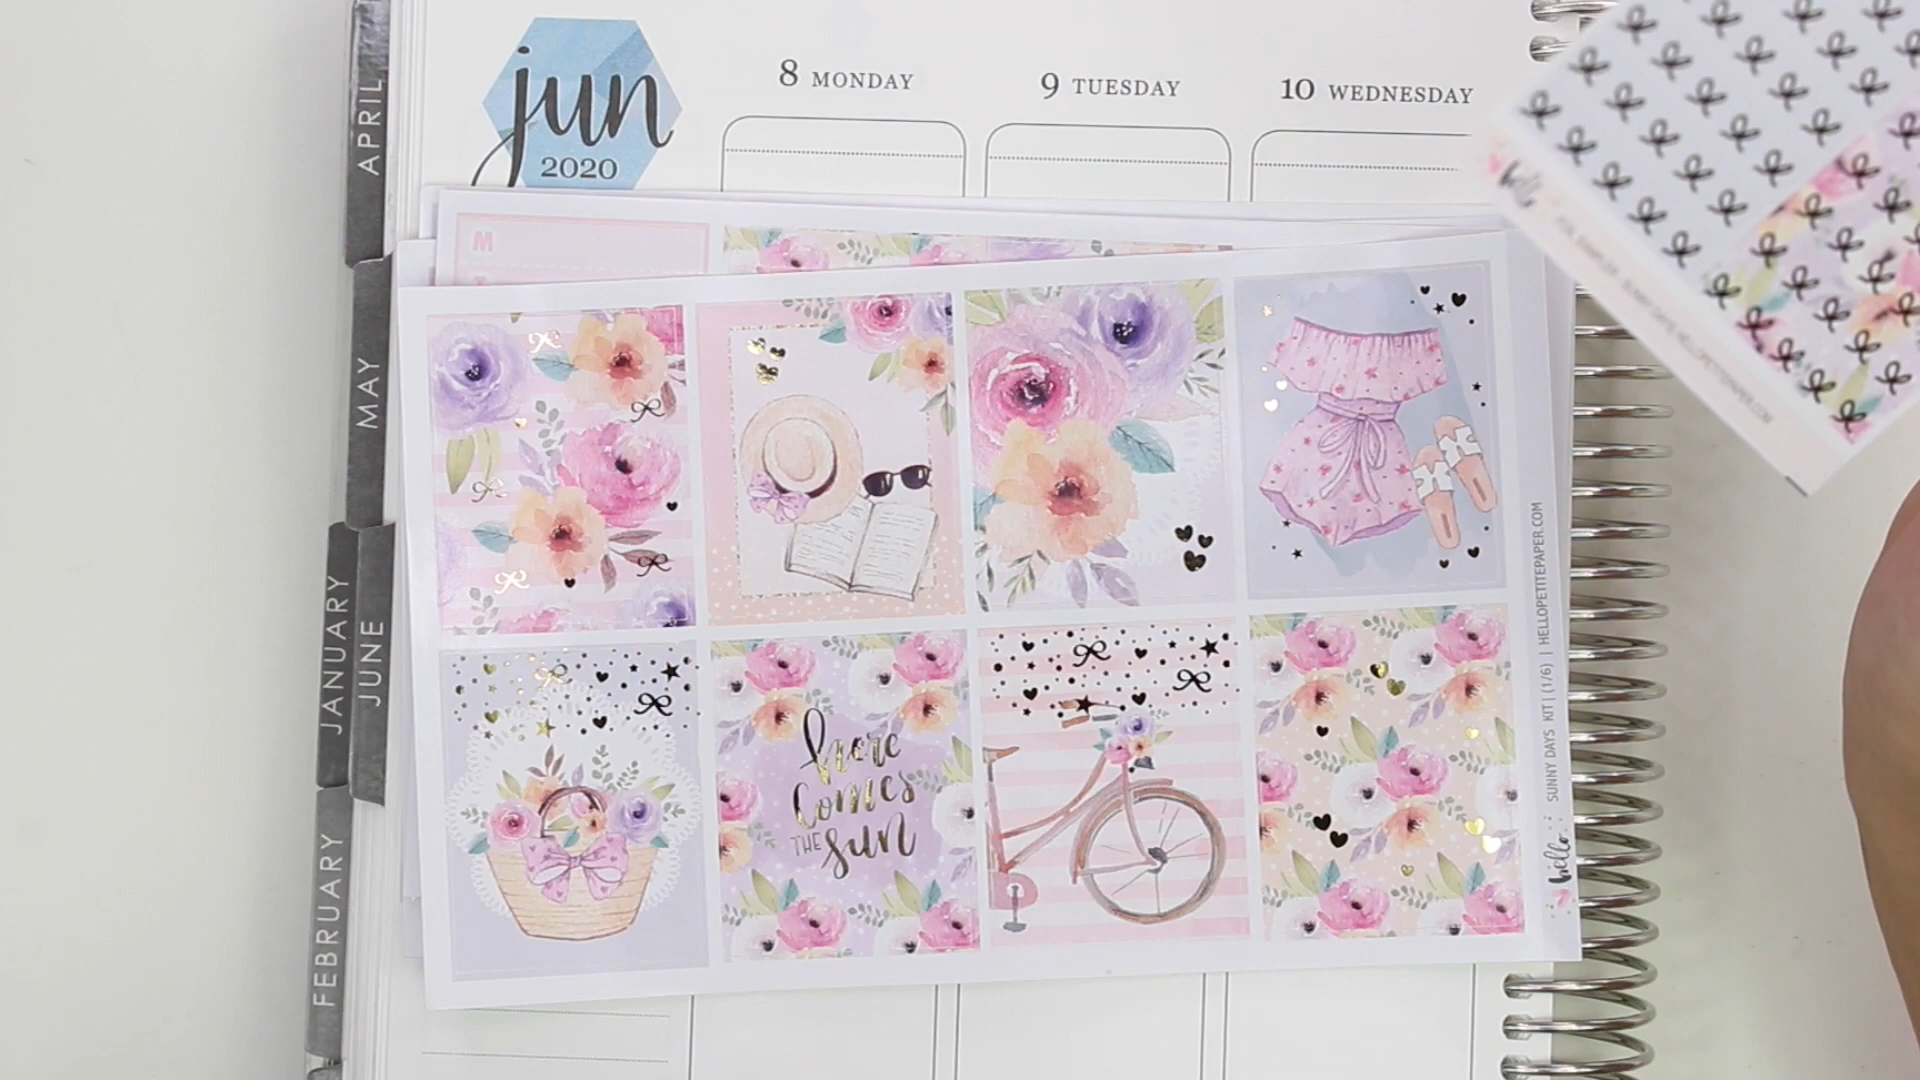 jun
2020
8 MONDAY
9 TUESDAY
10 WEDNESDAY
APRIL
MAY
JANUARY
JUNE
FEBRUARY
M
here
comes
THE sun
hello
SUNNY DAYS KIT | (1/6) | HELLOPETITEPAPER.COM
hello